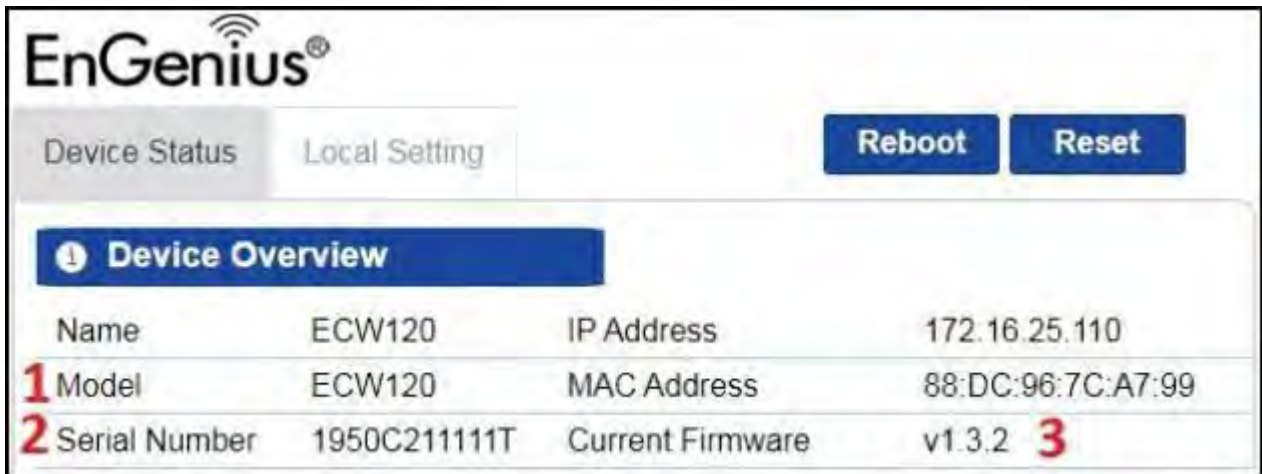 EnGenius®
Device Status Local Setting Reboot Reset
1 Device Overview
Name ECW120 IP Address 172.16.25.110
1 Model ECW120 MAC Address 88:DC:96:7C:A7:99
2 Serial Number 1950C211111T Current Firmware v1.3.2 3